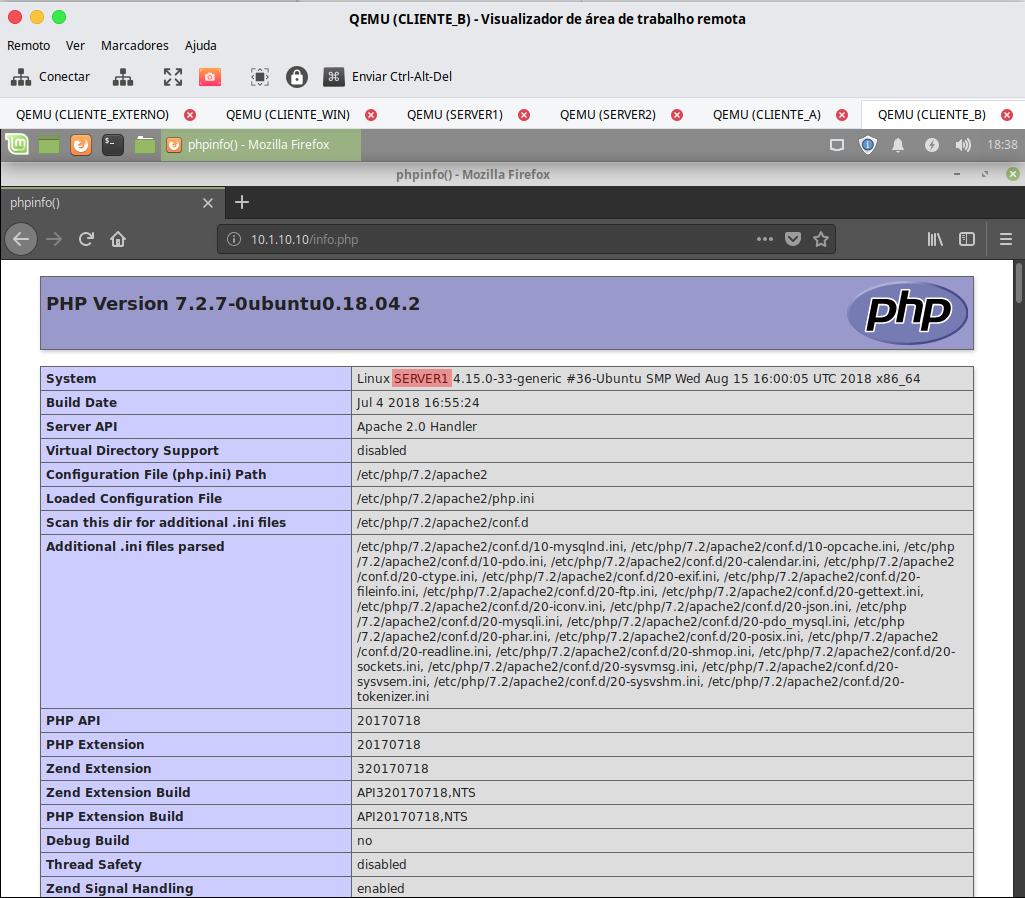 QEMU (CLIENTE_B) - Visualizador de área de trabalho remota
Remoto Ver Marcadores Ajuda
Conectar Enviar Ctrl-Alt-Del
QEMU (CLIENTE_EXTERNO) QEMU (CLIENTE_WIN) QEMU (SERVER1) QEMU (SERVER2) QEMU (CLIENTE_A) QEMU (CLIENTE_B)
phpinfo() - Mozilla Firefox 18:38
phpinfo() - Mozilla Firefox
phpinfo()
10.1.10.10/info.php
PHP Version 7.2.7-0ubuntu0.18.04.2 php
System Linux SERVER1 4.15.0-33-generic #36-Ubuntu SMP Wed Aug 15 16:00:05 UTC 2018 x86_64
Build Date Jul 4 2018 16:55:24
Server API Apache 2.0 Handler
Virtual Directory Support disabled
Configuration File (php.ini) Path /etc/php/7.2/apache2
Loaded Configuration File /etc/php/7.2/apache2/php.ini
Scan this dir for additional .ini files /etc/php/7.2/apache2/conf.d
Additional .ini files parsed /etc/php/7.2/apache2/conf.d/10-mysqlnd.ini, /etc/php/7.2/apache2/conf.d/10-opcache.ini, /etc/php
/7.2/apache2/conf.d/10-pdo.ini, /etc/php/7.2/apache2/conf.d/20-calendar.ini, /etc/php/7.2/apache2
/conf.d/20-ctype.ini, /etc/php/7.2/apache2/conf.d/20-exif.ini, /etc/php/7.2/apache2/conf.d/20-
fileinfo.ini, /etc/php/7.2/apache2/conf.d/20-ftp.ini, /etc/php/7.2/apache2/conf.d/20-gettext.ini,
/etc/php/7.2/apache2/conf.d/20-iconv.ini, /etc/php/7.2/apache2/conf.d/20-json.ini, /etc/php
/7.2/apache2/conf.d/20-mysqli.ini, /etc/php/7.2/apache2/conf.d/20-pdo_mysql.ini, /etc/php
/7.2/apache2/conf.d/20-phar.ini, /etc/php/7.2/apache2/conf.d/20-posix.ini, /etc/php/7.2/apache2
/conf.d/20-readline.ini, /etc/php/7.2/apache2/conf.d/20-shmop.ini, /etc/php/7.2/apache2/conf.d/20-
sockets.ini, /etc/php/7.2/apache2/conf.d/20-sysvmsg.ini, /etc/php/7.2/apache2/conf.d/20-
sysvsem.ini, /etc/php/7.2/apache2/conf.d/20-sysvshm.ini, /etc/php/7.2/apache2/conf.d/20-
tokenizer.ini
PHP API 20170718
PHP Extension 20170718
Zend Extension 320170718
Zend Extension Build API320170718,NTS
PHP Extension Build API20170718,NTS
Debug Build no
Thread Safety disabled
Zend Signal Handling enabled